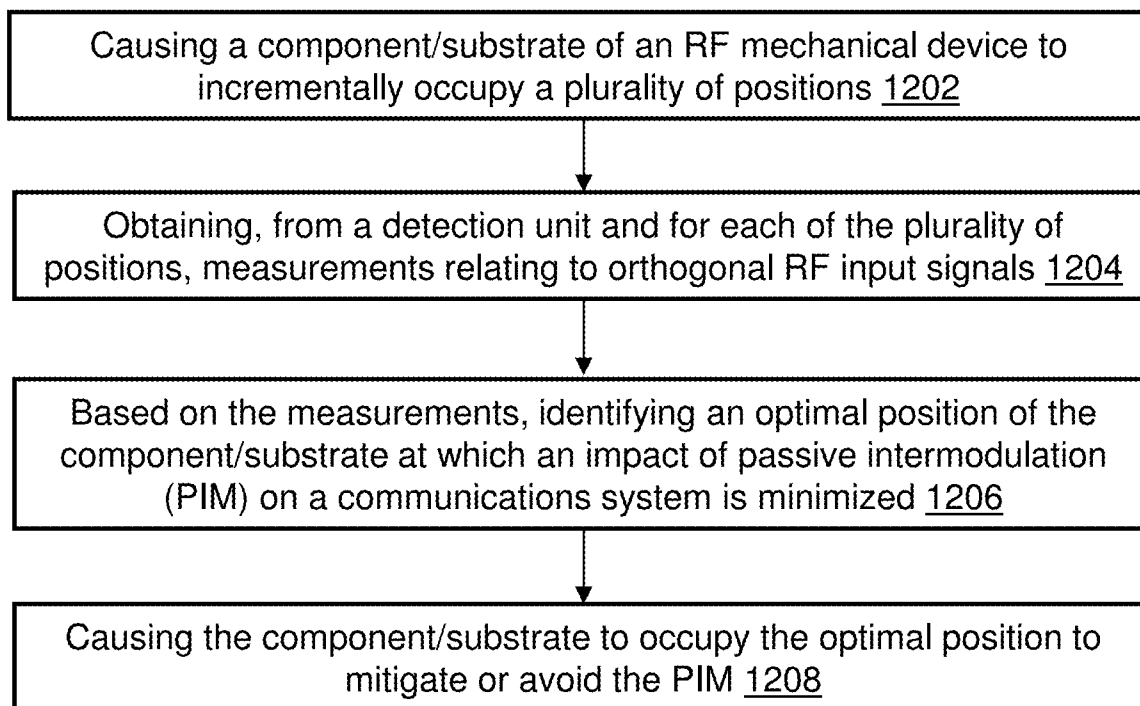 Causing a component/substrate of an RF mechanical device to
incrementally occupy a plurality of positions 1202
Obtaining, from a detection unit and for each of the plurality of
positions, measurements relating to orthogonal RF input signals 1204
Based on the measurements, identifying an optimal position of the
component/substrate at which an impact of passive intermodulation
(PIM) on a communications system is minimized 1206
Causing the component/substrate to occupy the optimal position to
mitigate or avoid the PIM 1208